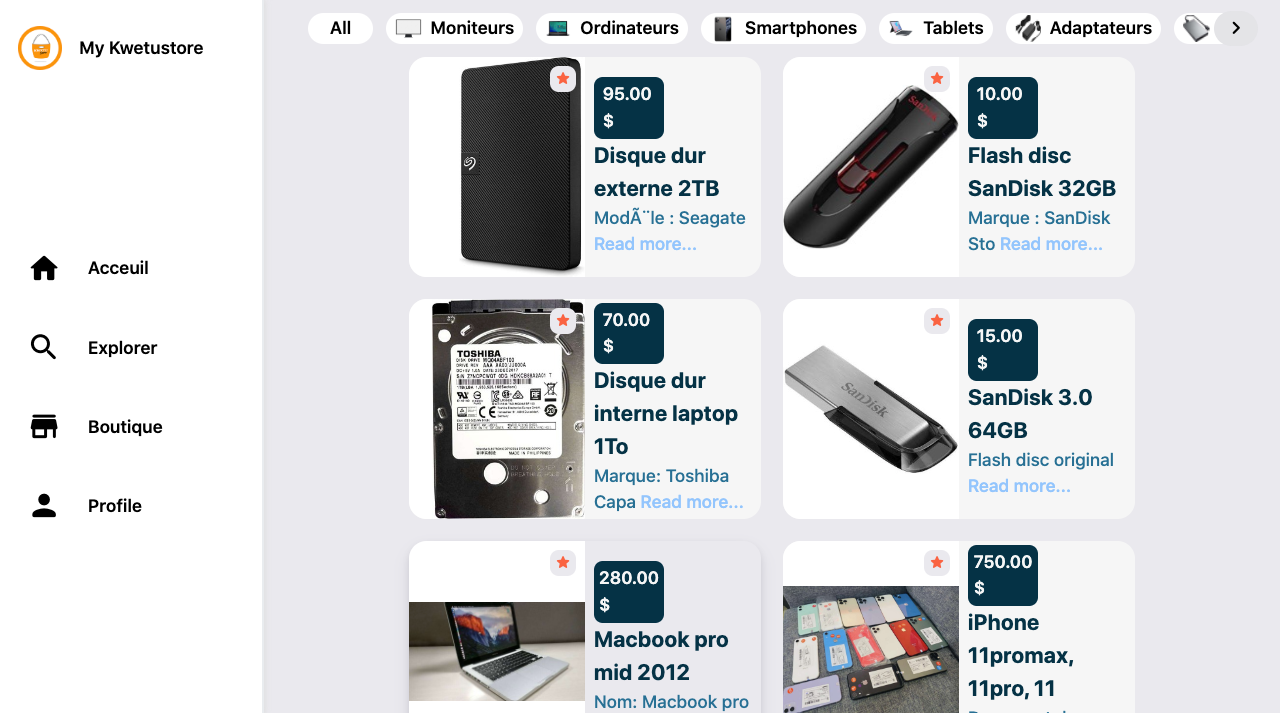 My Kwetustore
All
Moniteurs
Ordinateurs
Smartphones
Tablets
Adaptateurs
Acceuil
Explorer
Boutique
Profile
95.00
$
Disque dur
externe 2TB
ModÃ¨le : Seagate
Read more...
SanDisk
10.00
$
Flash disc
SanDisk 32GB
Marque : SanDisk
Sto Read more...
TOSHIBA
70.00
$
Disque dur
interne laptop
1To
Marque: Toshiba
Capa Read more...
SanDisk
15.00
$
SanDisk 3.0
64GB
Flash disc original
Read more...
280.00
$
Macbook pro
mid 2012
Nom: Macbook pro
750.00
$
iPhone
11promax,
11pro, 11